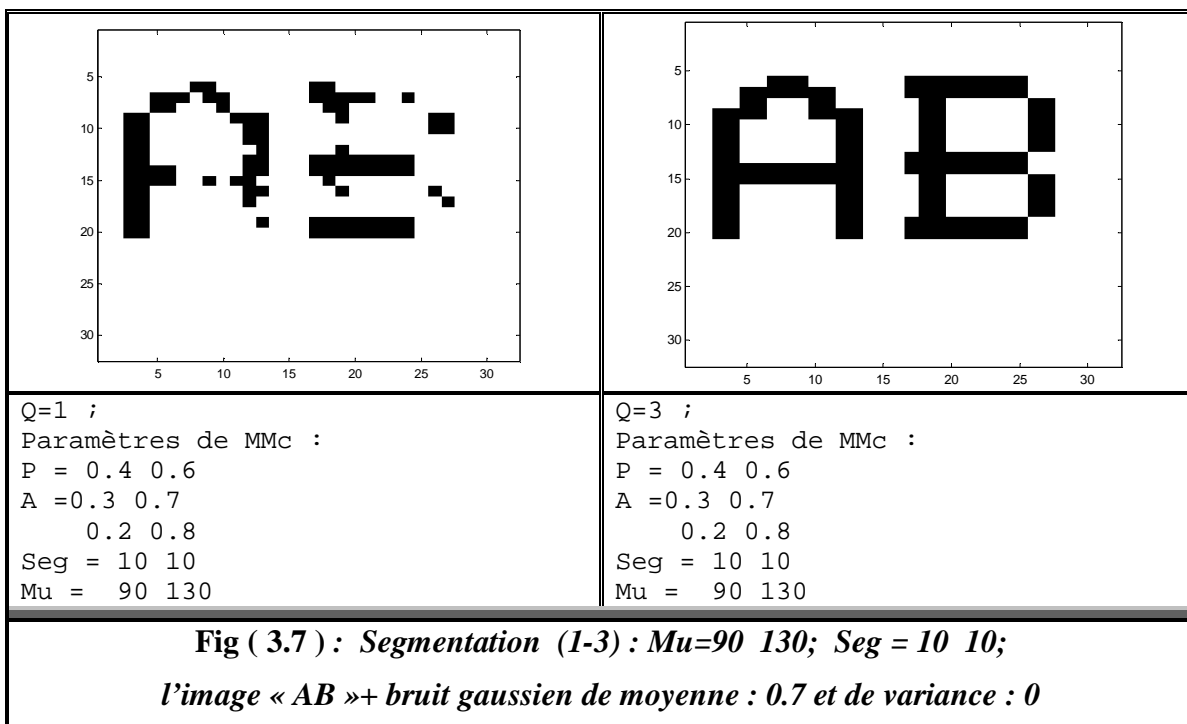 AB
AB
5
10
15
20
25
30
5 10 15 20 25 30
5
10
15
20
25
30
5 10 15 20 25 30
Q=1 ;
Paramètres de MMc :
P = 0.4 0.6
A =0.3 0.7
0.2 0.8
Seg = 10 10
Mu = 90 130
Q=3 ;
Paramètres de MMc :
P = 0.4 0.6
A =0.3 0.7
0.2 0.8
Seg = 10 10
Mu = 90 130
Fig ( 3.7 ) : Segmentation (1-3) : Mu=90 130; Seg = 10 10;
l'image « AB »+ bruit gaussien de moyenne : 0.7 et de variance : 0